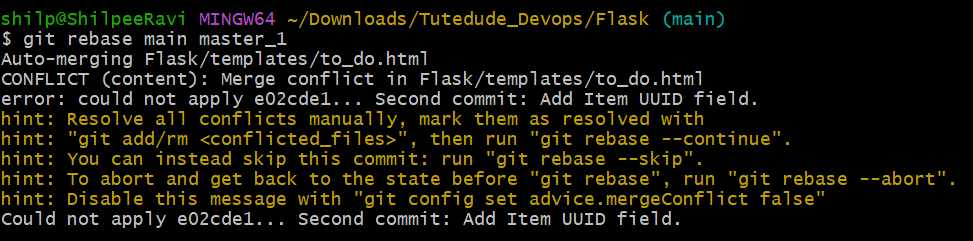 shilp@ShilpeeRavi MINGW64 ~/Downloads/Tutedude_Devops/Flask (main)
$ git rebase main master_1
Auto-merging Flask/templates/to_do.html
CONFLICT (content): Merge conflict in Flask/templates/to_do.html
error: could not apply e02cde1... Second commit: Add Item UUID field.
hint: Resolve all conflicts manually, mark them as resolved with
hint: "git add/rm <conflicted_files>", then run "git rebase --continue".
hint: You can instead skip this commit: run "git rebase --skip".
hint: To abort and get back to the state before "git rebase", run "git rebase --abort".
hint: Disable this message with "git config set advice.mergeConflict false"
Could not apply e02cde1... Second commit: Add Item UUID field.